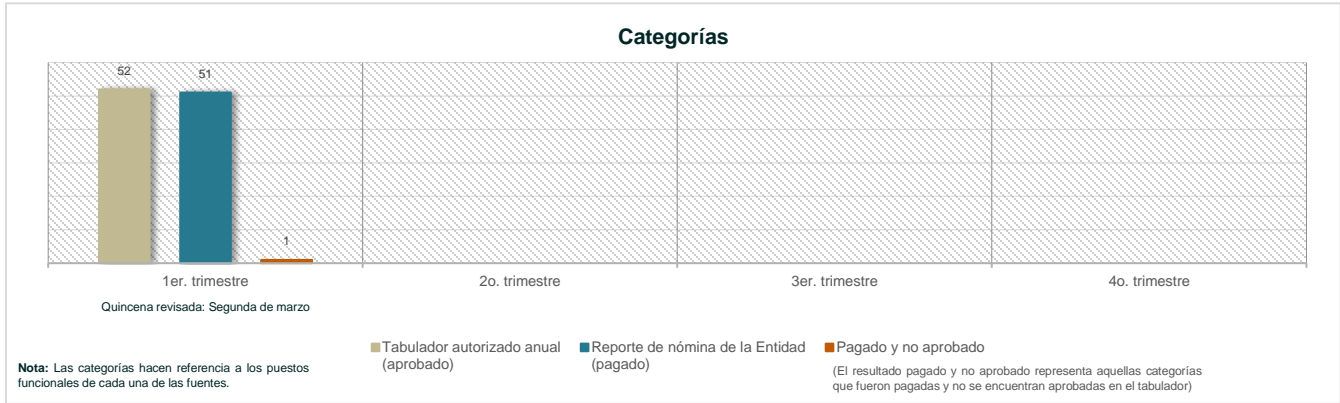 Categorías
52
51
1
1er. trimestre
2o. trimestre
3er. trimestre
4o. trimestre
Quincena revisada: Segunda de marzo
Tabulador autorizado anual
(aprobado)
Reporte de nómina de la Entidad
(pagado)
Pagado y no aprobado
(El resultado pagado y no aprobado representa aquellas categorías
que fueron pagadas y no se encuentran aprobadas en el tabulador)
Nota: Las categorías hacen referencia a los puestos
funcionales de cada una de las fuentes.